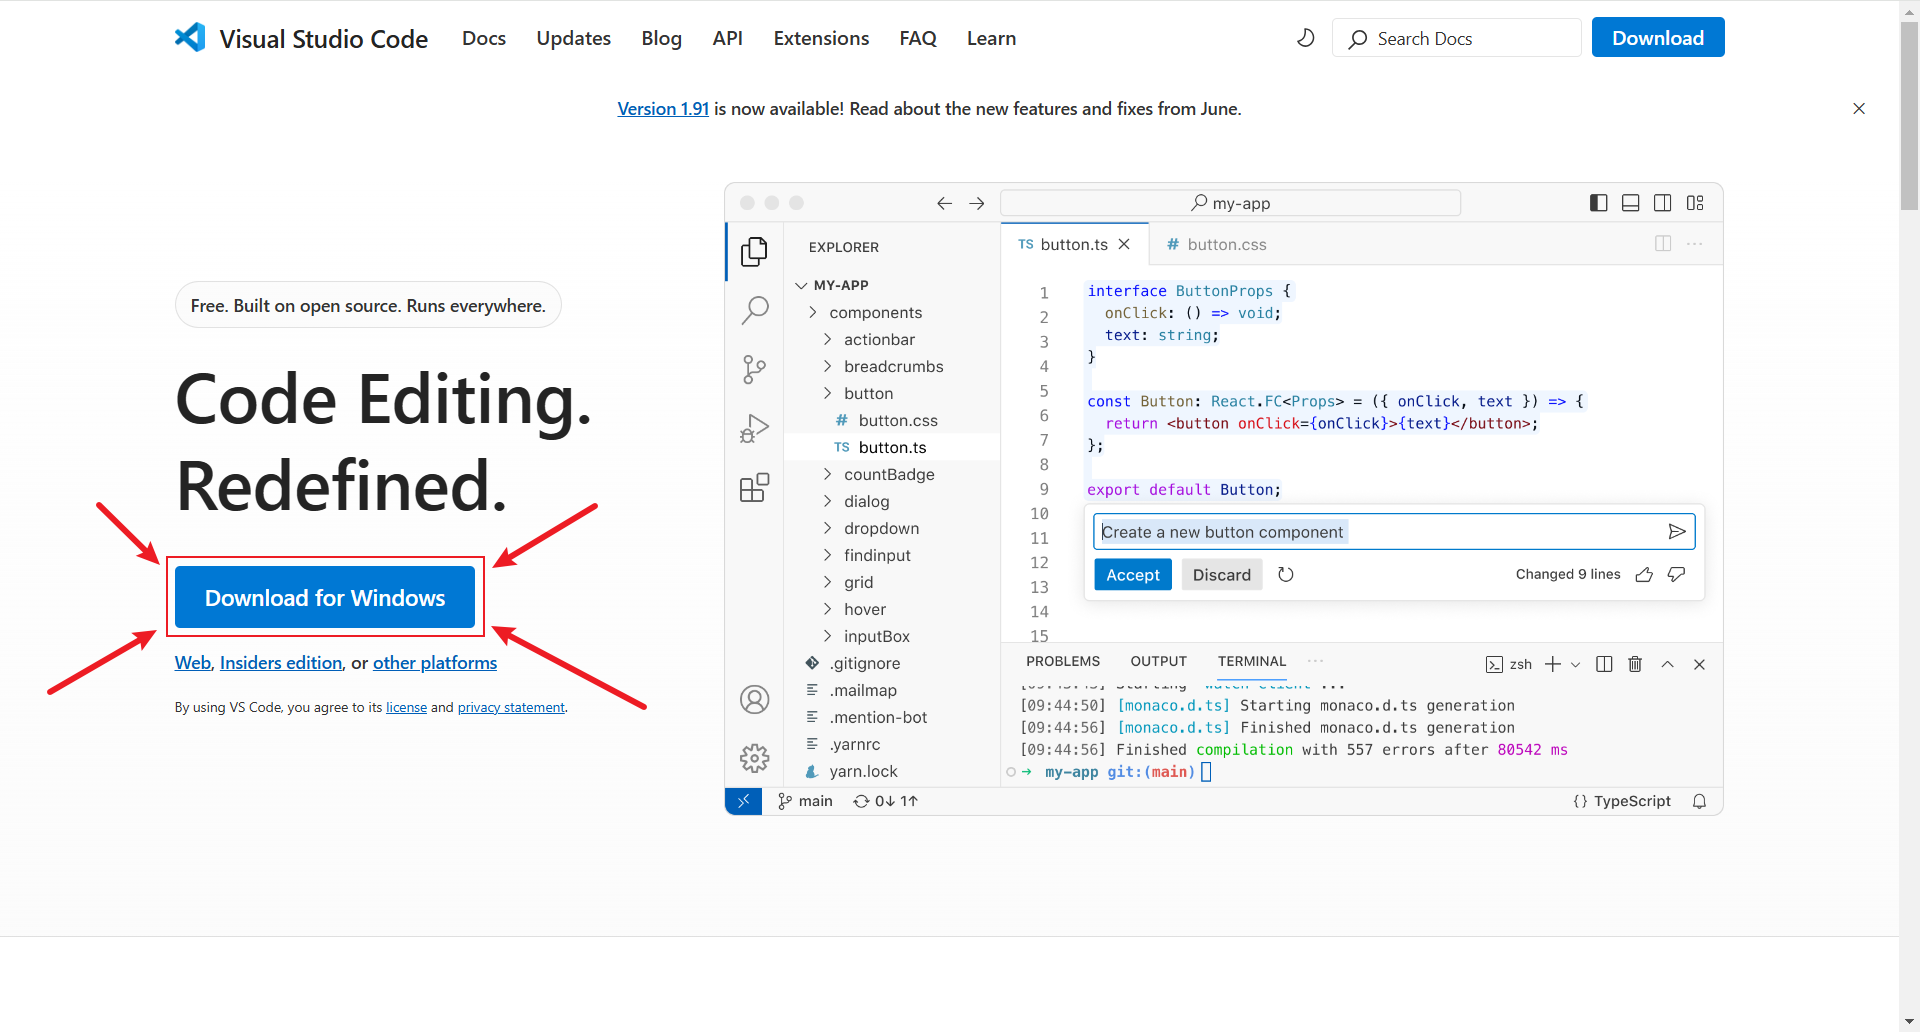 Visual Studio Code Docs Updates Blog API Extensions FAQ Learn Search Docs Download
Version 1.91 is now available! Read about the new features and fixes from June.
Free. Built on open source. Runs everywhere.
Code Editing.
Redefined.
Download for Windows
Web, Insiders edition, or other platforms
By using VS Code, you agree to its license and privacy statement.
my-app
EXPLORER
MY-APP
components
actionbar
breadcrumbs
button
# button.css
TS button.ts
countBadge
dialog
dropdown
findinput
grid
hover
inputBox
.gitignore
.mailmap
.mention-bot
.yarnrc
yarn.lock
TS button.ts # button.css
1 interface ButtonProps {
2 onClick: () => void;
3 text: string;
4 }
5
6 const Button: React.FC<Props> = ({ onClick, text }) => {
7 return <button onClick={onClick}>{text}</button>;
8 };
9 export default Button;
10
11
12
13
14
15
Create a new button component
Accept Discard Changed 9 lines
PROBLEMS OUTPUT TERMINAL ··· zsh
Starting watch-client ...
[09:44:50] [monaco.d.ts] Starting monaco.d.ts generation
[09:44:56] [monaco.d.ts] Finished monaco.d.ts generation
[09:44:56] Finished compilation with 557 errors after 80542 ms
my-app git:(main)
main 0↓ 1↑ {} TypeScript